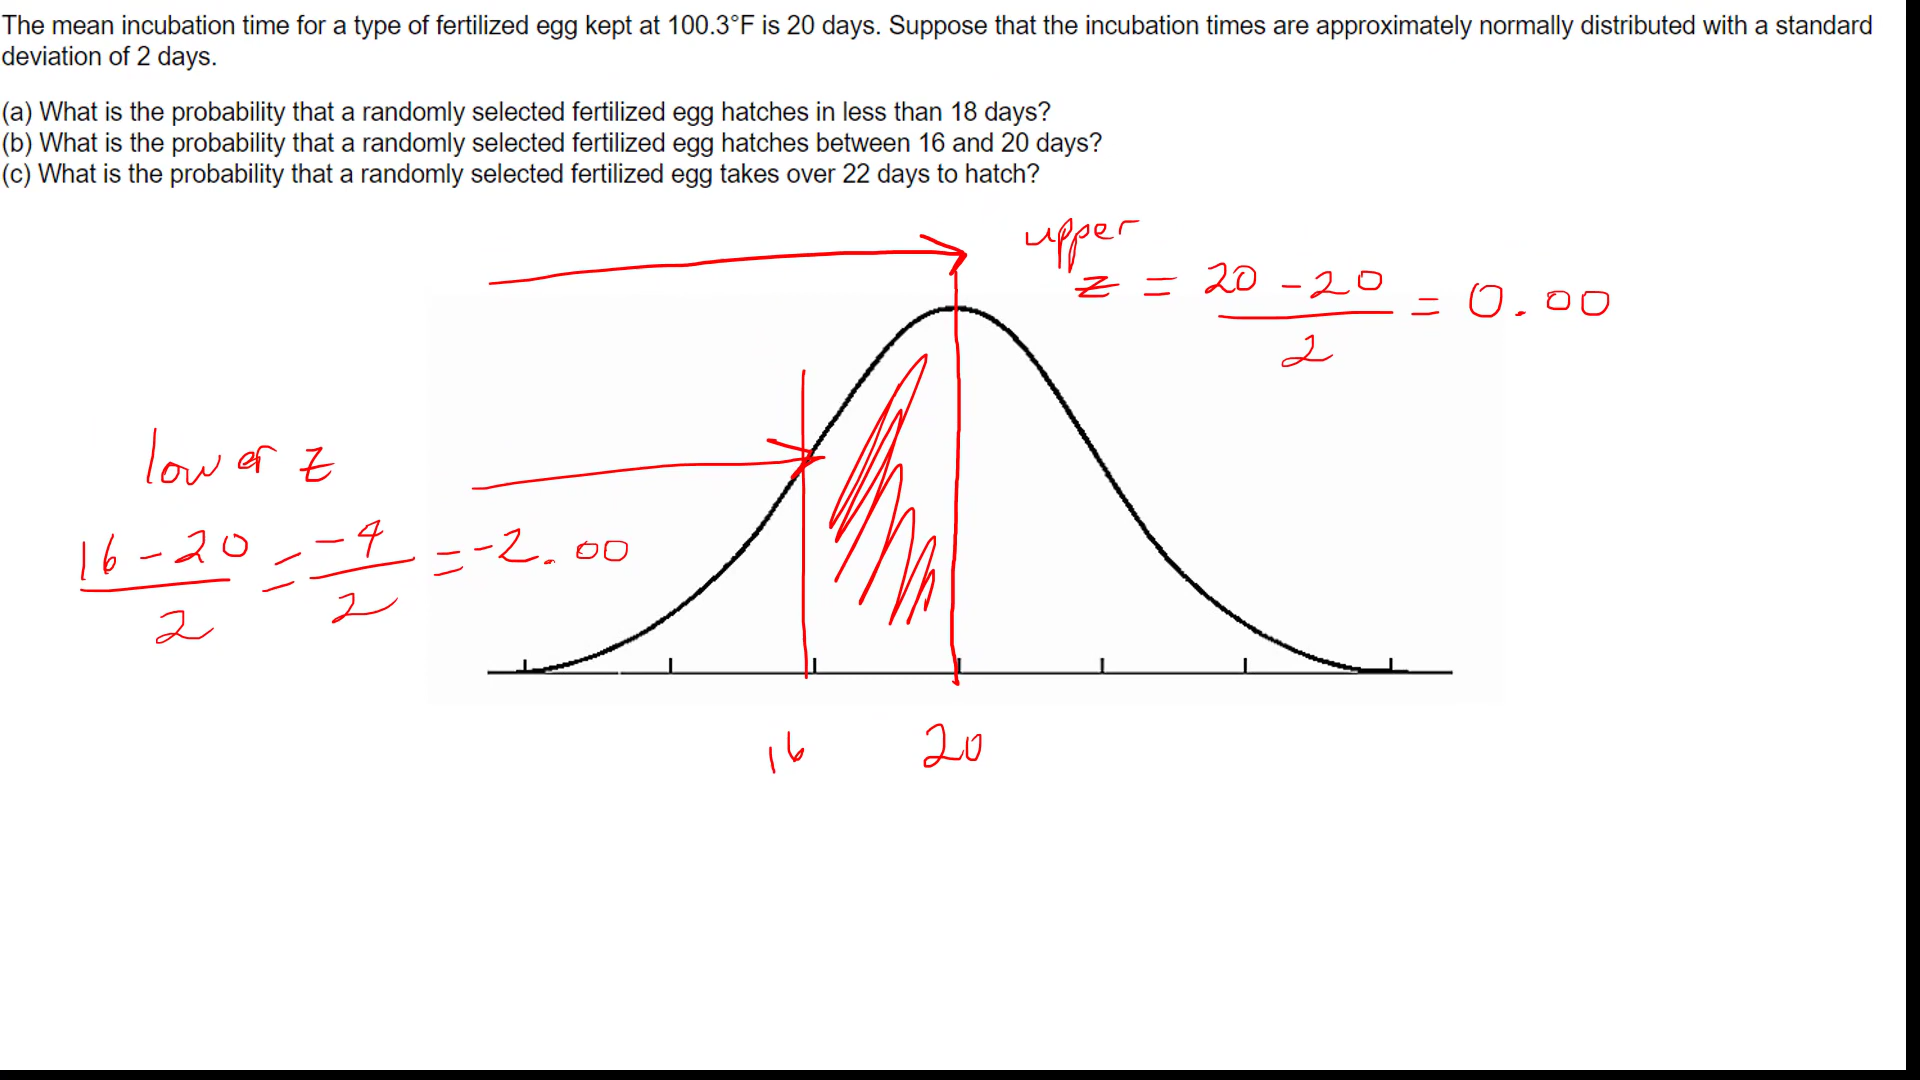 The mean incubation time for a type of fertilized egg kept at 100.3°F is 20 days. Suppose that the incubation times are approximately normally distributed with a standard
deviation of 2 days.
(a) What is the probability that a randomly selected fertilized egg hatches in less than 18 days?
(b) What is the probability that a randomly selected fertilized egg hatches between 16 and 20 days?
(c) What is the probability that a randomly selected fertilized egg takes over 22 days to hatch?
upper
z = 20 - 20 / 2 = 0.00
lower z
16 - 20 / 2 = -4 / 2 = -2.00
16 20